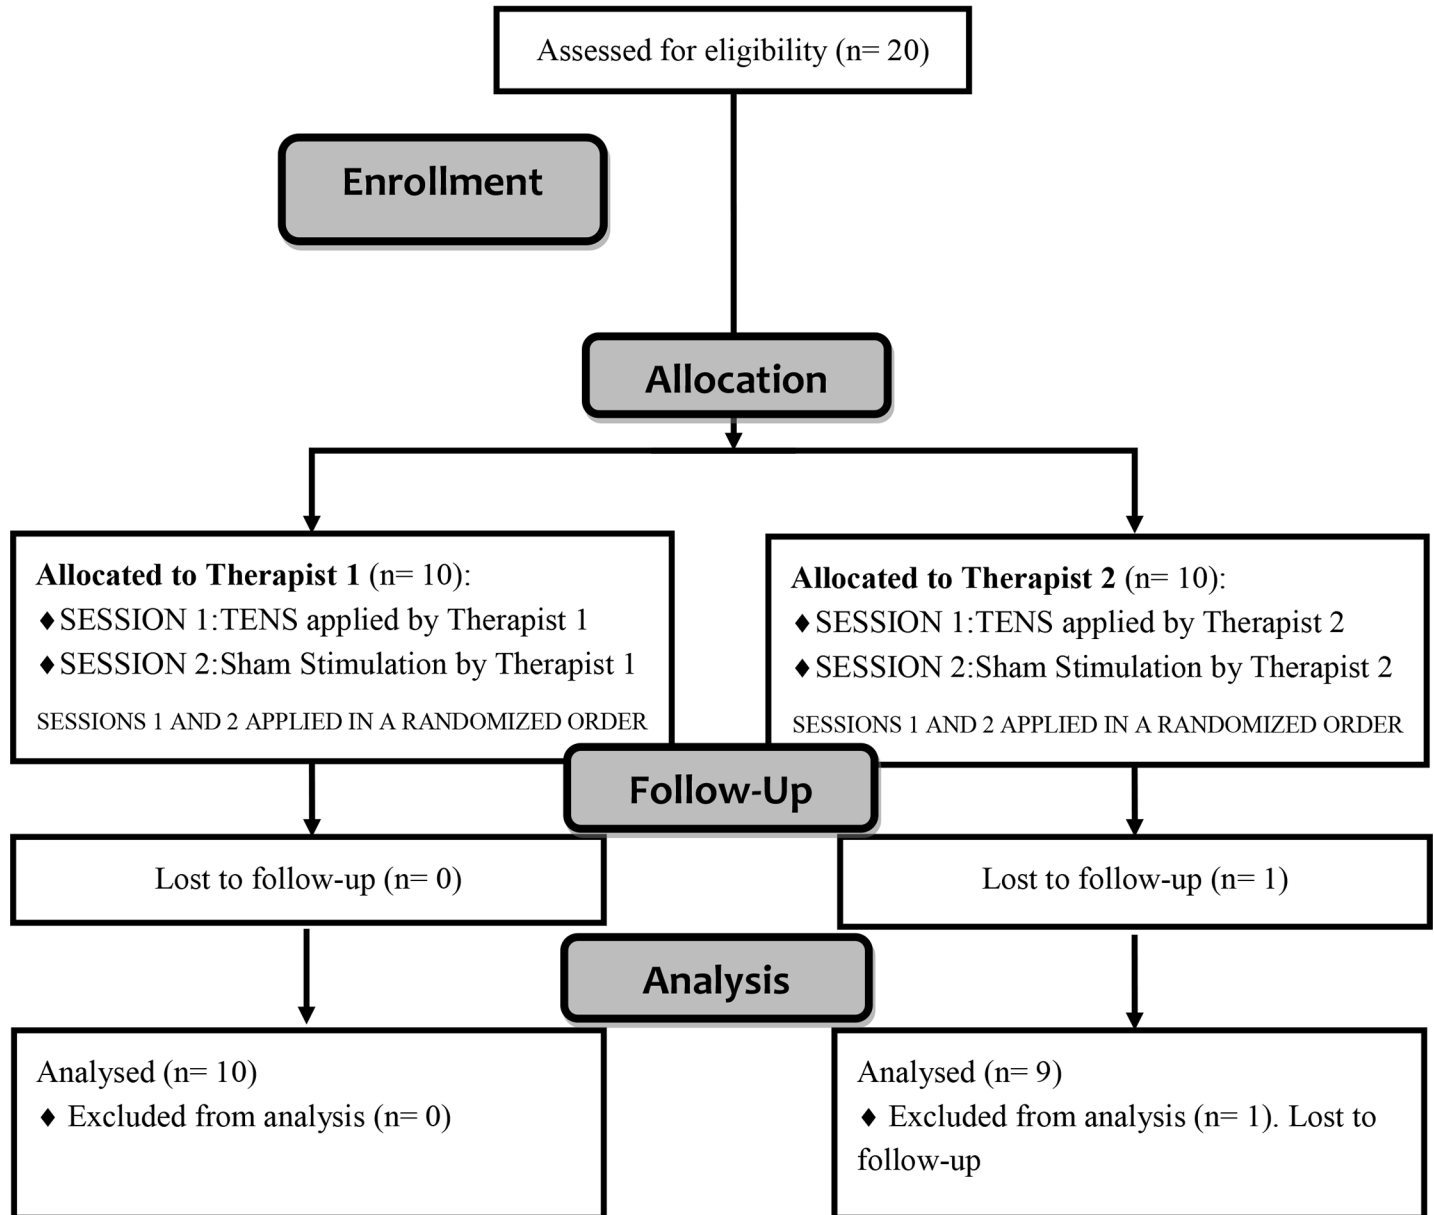 Assessed for eligibility (n= 20)
Enrollment
Allocation
Allocated to Therapist 1 (n= 10):
♦SESSION 1:TENS applied by Therapist 1
♦SESSION 2:Sham Stimulation by Therapist 1
SESSIONS 1 AND 2 APPLIED IN A RANDOMIZED ORDER
Allocated to Therapist 2 (n= 10):
♦SESSION 1:TENS applied by Therapist 2
♦SESSION 2:Sham Stimulation by Therapist 2
SESSIONS 1 AND 2 APPLIED IN A RANDOMIZED ORDER
Follow-Up
Lost to follow-up (n= 0)
Lost to follow-up (n= 1)
Analysis
Analysed (n= 10)
♦ Excluded from analysis (n= 0)
Analysed (n= 9)
♦ Excluded from analysis (n= 1). Lost to
follow-up